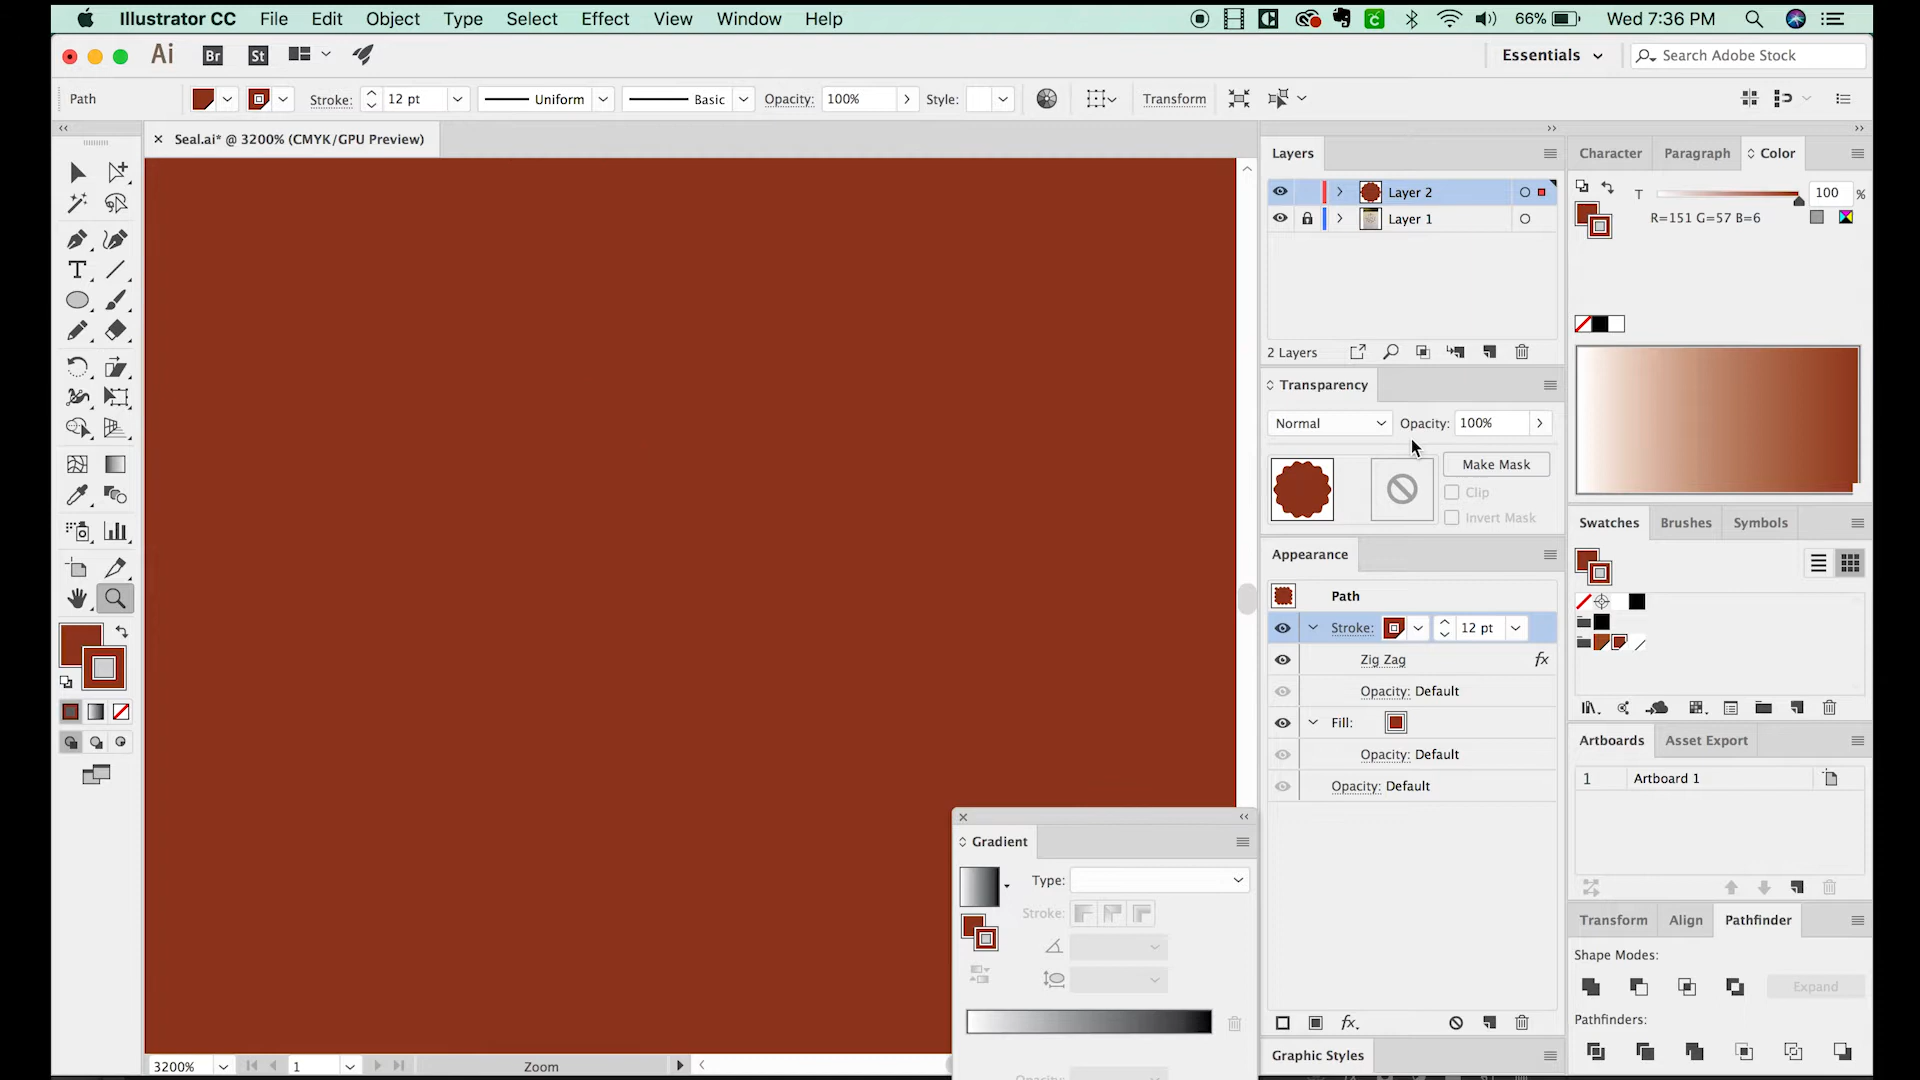 Illustrator CC File Edit Object Type Select Effect View Window Help 66% Wed 7:36 PM
Ai Br St Essentials Search Adobe Stock
Path Stroke: 12 pt Uniform Basic Opacity: 100% Style: Transform
Seal.ai* @ 3200% (CMYK/GPU Preview)
Layers
Layer 2
Layer 1
2 Layers
Transparency
Normal Opacity: 100%
Make Mask
Clip
Invert Mask
Appearance
Path
Stroke: 12 pt
Zig Zag fx
Opacity: Default
Fill:
Opacity: Default
Opacity: Default
fx
Graphic Styles
Character Paragraph Color
T 100 %
R=151 G=57 B=6
Swatches Brushes Symbols
Artboards Asset Export
1 Artboard 1
Transform Align Pathfinder
Shape Modes:
Expand
Pathfinders:
Gradient
Type:
Stroke:
Opacity:
3200% 1 Zoom